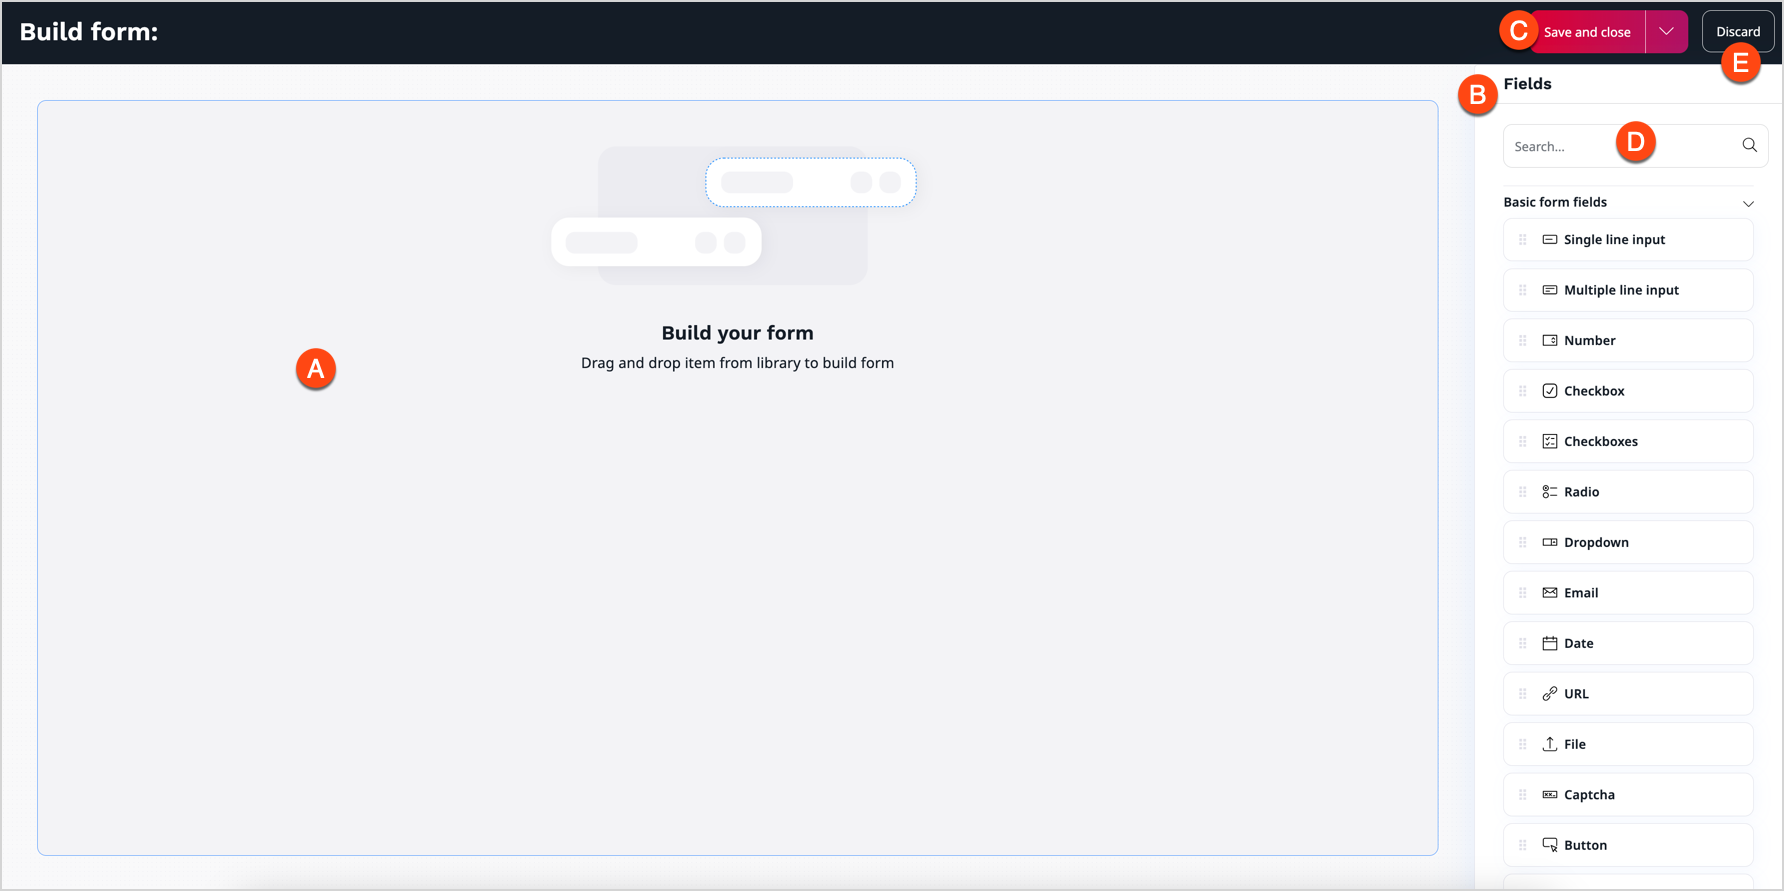 Build form:
C
Save and close
Discard
E
B
Fields
Search...
D
Basic form fields
Single line input
Multiple line input
Number
Checkbox
Checkboxes
Radio
Dropdown
Email
Date
URL
File
Captcha
Button
Build your form
Drag and drop item from library to build form
A